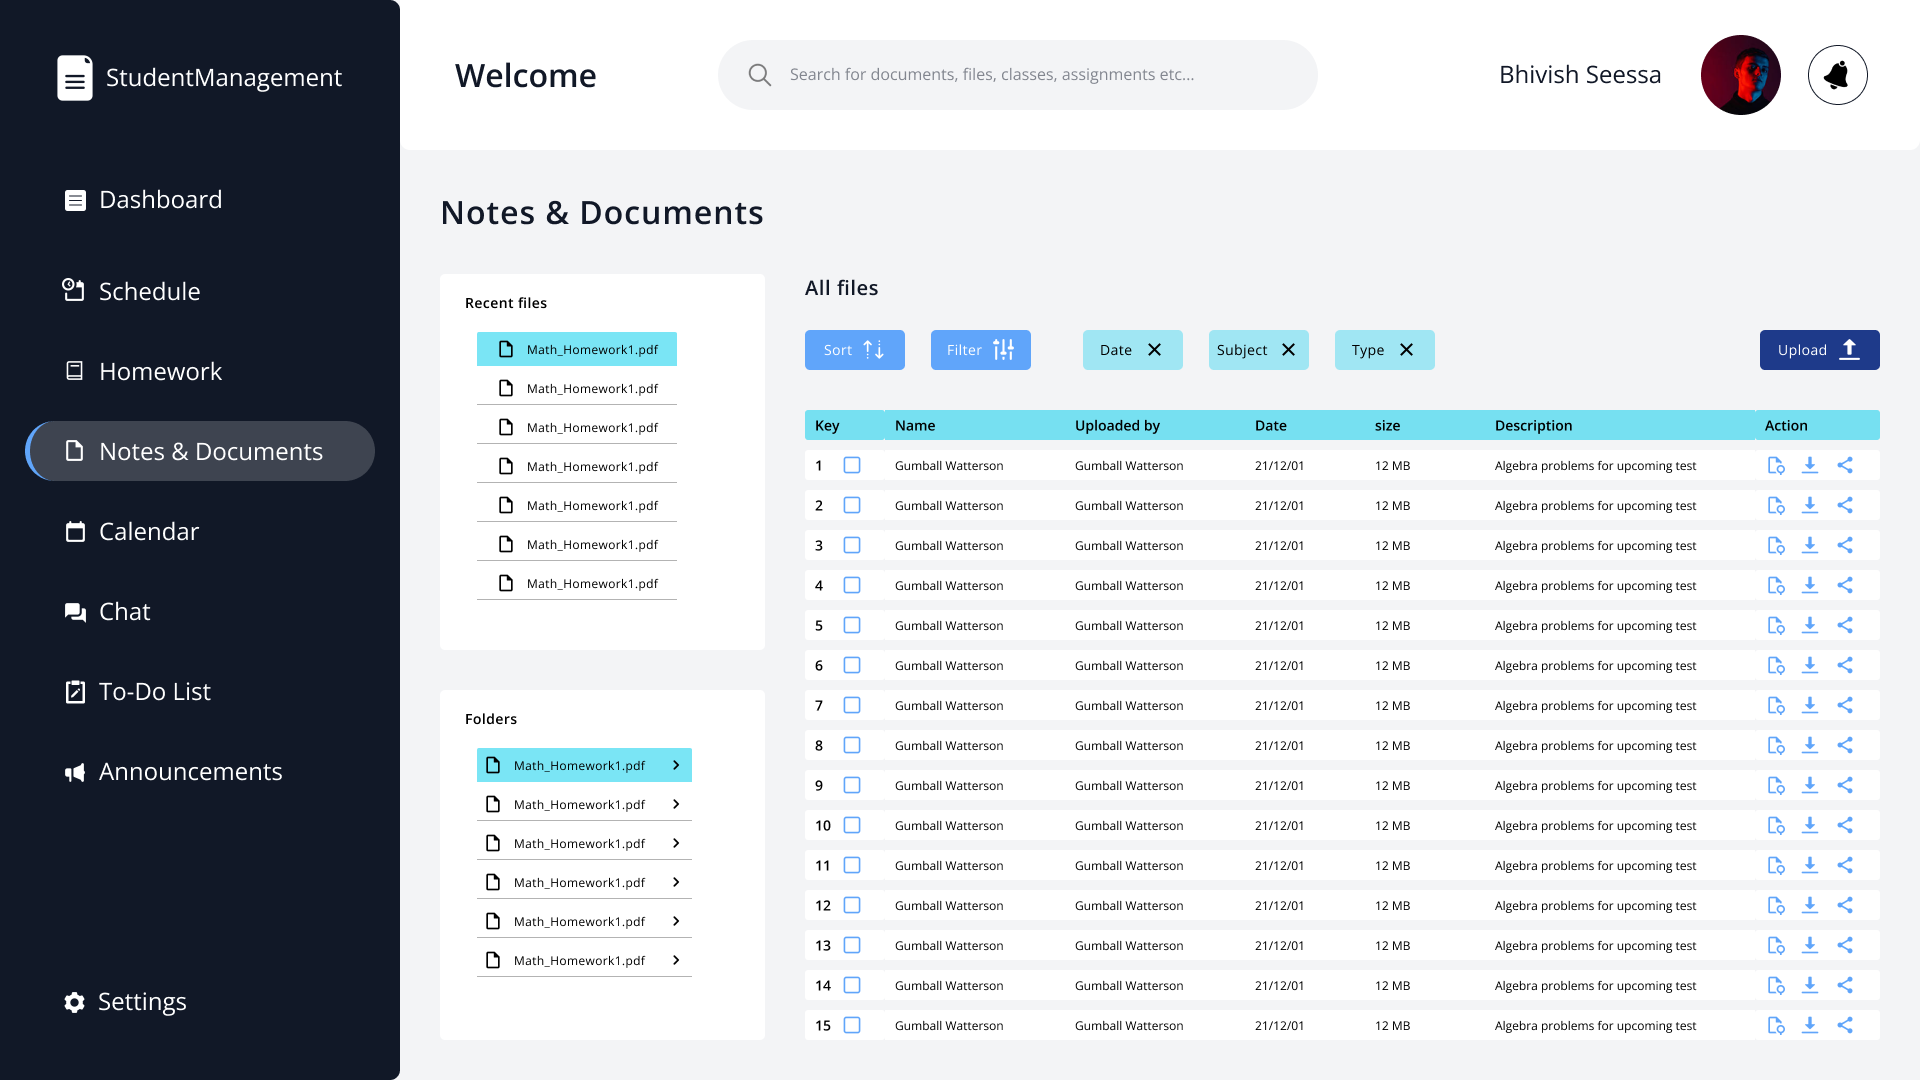 StudentManagement
Dashboard
Schedule
Homework
Notes & Documents
Calendar
Chat
To-Do List
Announcements
Settings
Welcome
Search for documents, files, classes, assignments etc...
Bhivish Seessa
Notes & Documents
Recent files
Math_Homework1.pdf
Math_Homework1.pdf
Math_Homework1.pdf
Math_Homework1.pdf
Math_Homework1.pdf
Math_Homework1.pdf
Math_Homework1.pdf
Folders
Math_Homework1.pdf
Math_Homework1.pdf
Math_Homework1.pdf
Math_Homework1.pdf
Math_Homework1.pdf
Math_Homework1.pdf
All files
Sort Filter Date Subject Type Upload
Key Name Uploaded by Date size Description Action
1 Gumball Watterson Gumball Watterson 21/12/01 12 MB Algebra problems for upcoming test
2 Gumball Watterson Gumball Watterson 21/12/01 12 MB Algebra problems for upcoming test
3 Gumball Watterson Gumball Watterson 21/12/01 12 MB Algebra problems for upcoming test
4 Gumball Watterson Gumball Watterson 21/12/01 12 MB Algebra problems for upcoming test
5 Gumball Watterson Gumball Watterson 21/12/01 12 MB Algebra problems for upcoming test
6 Gumball Watterson Gumball Watterson 21/12/01 12 MB Algebra problems for upcoming test
7 Gumball Watterson Gumball Watterson 21/12/01 12 MB Algebra problems for upcoming test
8 Gumball Watterson Gumball Watterson 21/12/01 12 MB Algebra problems for upcoming test
9 Gumball Watterson Gumball Watterson 21/12/01 12 MB Algebra problems for upcoming test
10 Gumball Watterson Gumball Watterson 21/12/01 12 MB Algebra problems for upcoming test
11 Gumball Watterson Gumball Watterson 21/12/01 12 MB Algebra problems for upcoming test
12 Gumball Watterson Gumball Watterson 21/12/01 12 MB Algebra problems for upcoming test
13 Gumball Watterson Gumball Watterson 21/12/01 12 MB Algebra problems for upcoming test
14 Gumball Watterson Gumball Watterson 21/12/01 12 MB Algebra problems for upcoming test
15 Gumball Watterson Gumball Watterson 21/12/01 12 MB Algebra problems for upcoming test